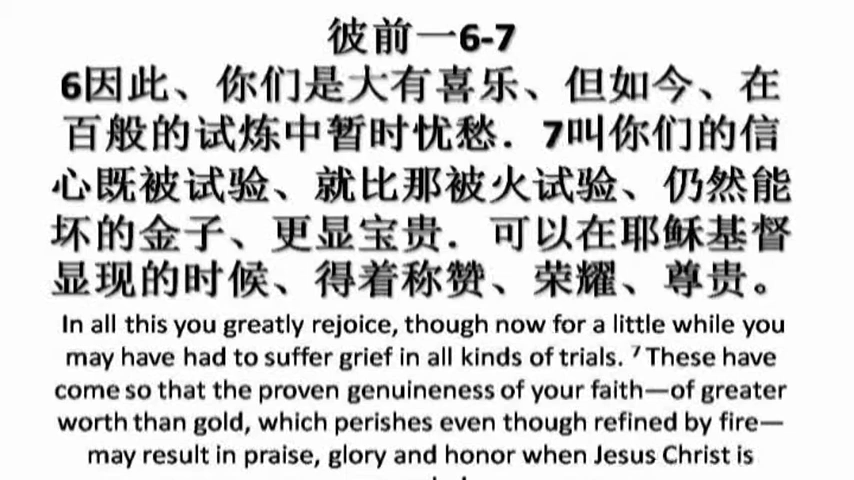 彼前一6-7
6因此、你们是大有喜乐、但如今、在
百般的试炼中暂时忧愁．7叫你们的信
心既被试验、就比那被火试验、仍然能
坏的金子、更显宝贵．可以在耶稣基督
显现的时候、得着称赞、荣耀、尊贵。
In all this you greatly rejoice, though now for a little while you
may have had to suffer grief in all kinds of trials. ⁷ These have
come so that the proven genuineness of your faith—of greater
worth than gold, which perishes even though refined by fire—
may result in praise, glory and honor when Jesus Christ is